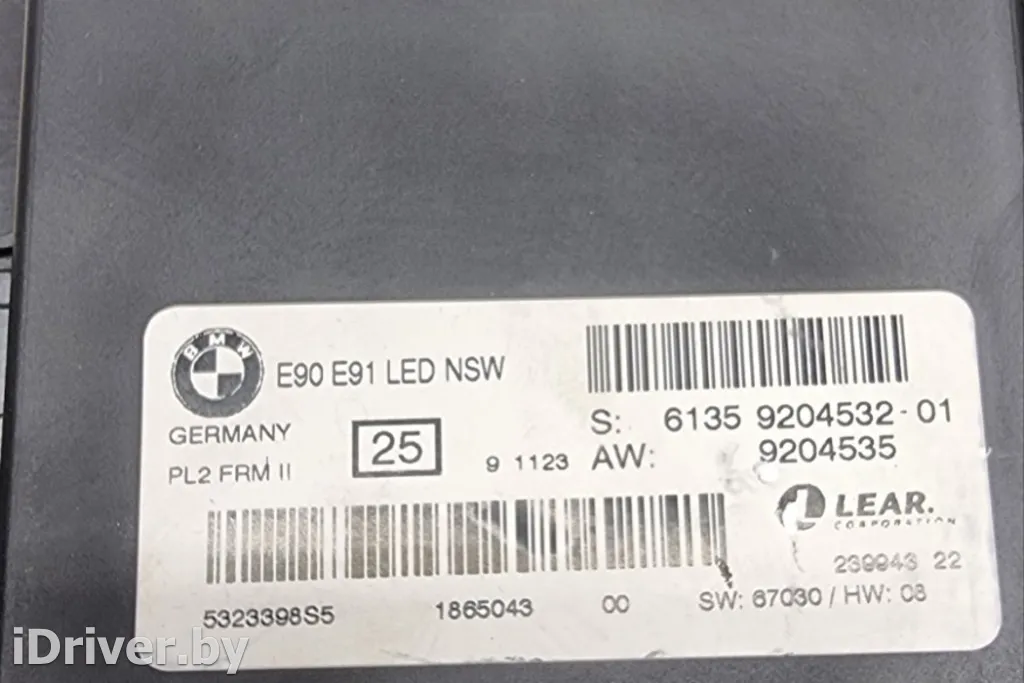 BMW
E90 E91 LED NSW
GERMANY
25
PL2 FRM II
9 1123
S: 6135 9204532-01
AW: 9204535
LEAR.
CORPORATION
239943 22
5323398S5 1865043 00 SW: 67030 / HW: 03
iDriver.by